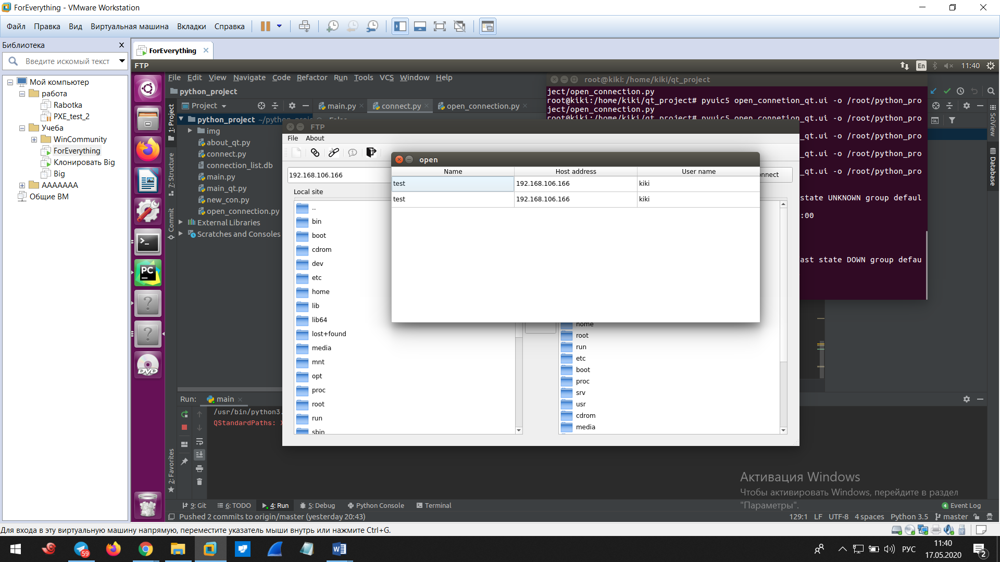 ForEverything - VMware Workstation
Файл Правка Вид Виртуальная машина Вкладки Справка
Библиотека
Введите искомый текст
Мой компьютер
работа
Rabotka
PXE_test_2
Учеба
WinCommunity
ForEverything
Клонировать Big
Big
AAAAAAA
Общие ВМ
ForEverything
FTP
En
11:40
File Edit View Navigate Code Refactor Run Tools VCS Window Help
python_project
Project
main.py
connect.py
open_connection.py
1: Project
7: Structure
Commit
2: Favorites
python_project
img
about_qt.py
connect.py
connection_list.db
main.py
main_qt.py
new_con.py
open_connection.py
External Libraries
Scratches and Consoles
root@kiki: /home/kiki/qt_project
ject/open_connection.py
root@kiki:/home/kiki/qt_project# pyuic5 open_connetion_qt.ui -o /root/python_pro
ject/open_connection.py
root@kiki:/home/kiki/qt_project# pyuic5 open_connetion_qt.ui -o /root/python_pro
_qt.ui -o /root/python_pro
_qt.ui -o /root/python_pro
_qt.ui -o /root/python_pro
state UNKNOWN group defaul
:00
ast state DOWN group defau
SciView
Database
FTP
File About
192.168.106.166
nnect
Local site
..
bin
boot
cdrom
dev
etc
home
lib
lib64
lost+found
media
mnt
opt
proc
root
run
sbin
open
Name Host address User name
test 192.168.106.166 kiki
test 192.168.106.166 kiki
home
root
run
etc
boot
proc
srv
usr
cdrom
media
Run: main
/usr/bin/python3.
QStandardPaths: X
Активация Windows
Чтобы активировать Windows, перейдите в раздел
"Параметры".
9: Git 6: TODO 4: Run 5: Debug Python Console Terminal
4 Event Log
Pushed 2 commits to origin/master (yesterday 20:43)
129:1 LF UTF-8 4 spaces Python 3.5 master
Для входа в эту виртуальную машину напрямую, переместите указатель мыши внутрь или нажмите Ctrl+G.
59
РУС
11:40
17.05.2020
2